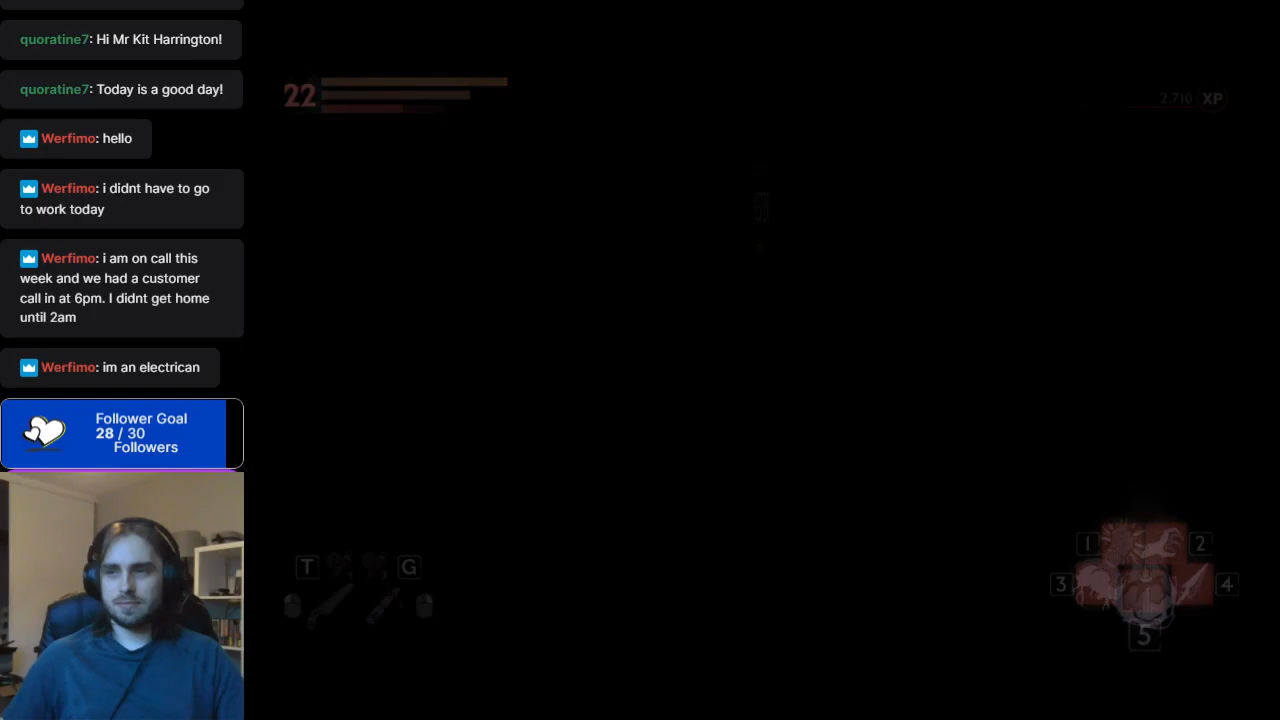 quoratine7: Hi Mr Kit Harrington!
quoratine7: Today is a good day!
Werfimo: hello
Werfimo: i didnt have to go
to work today
Werfimo: i am on call this
week and we had a customer
call in at 6pm. I didnt get home
until 2am
Werfimo: im an electrican
Follower Goal
28 / 30
Followers
22
2.710 XP
T G
1 2
3 4
5